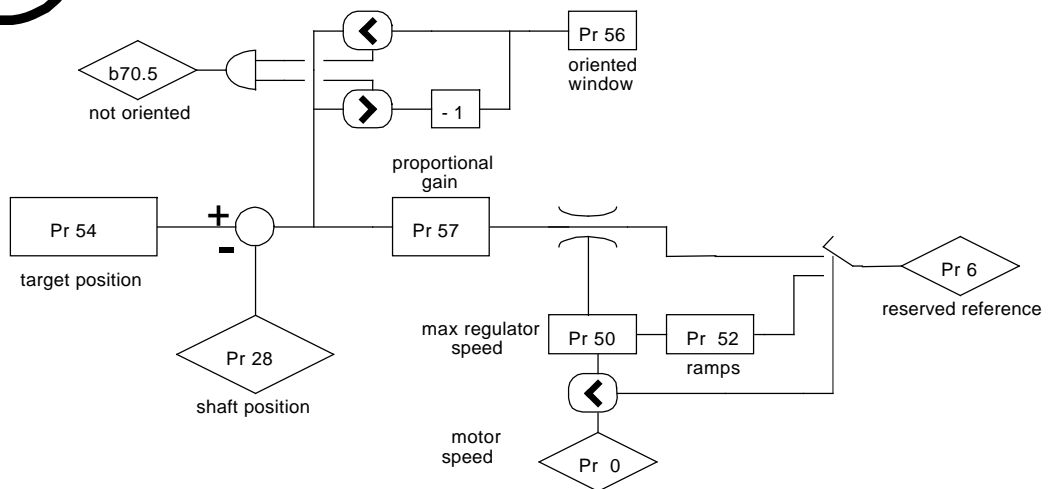 Pr 56
oriented
window
b70.5
not oriented
- 1
proportional
gain
+
-
Pr 54
Pr 57
target position
Pr 6
reserved reference
max regulator
speed
Pr 50
Pr 52
ramps
Pr 28
shaft position
motor
speed
Pr 0